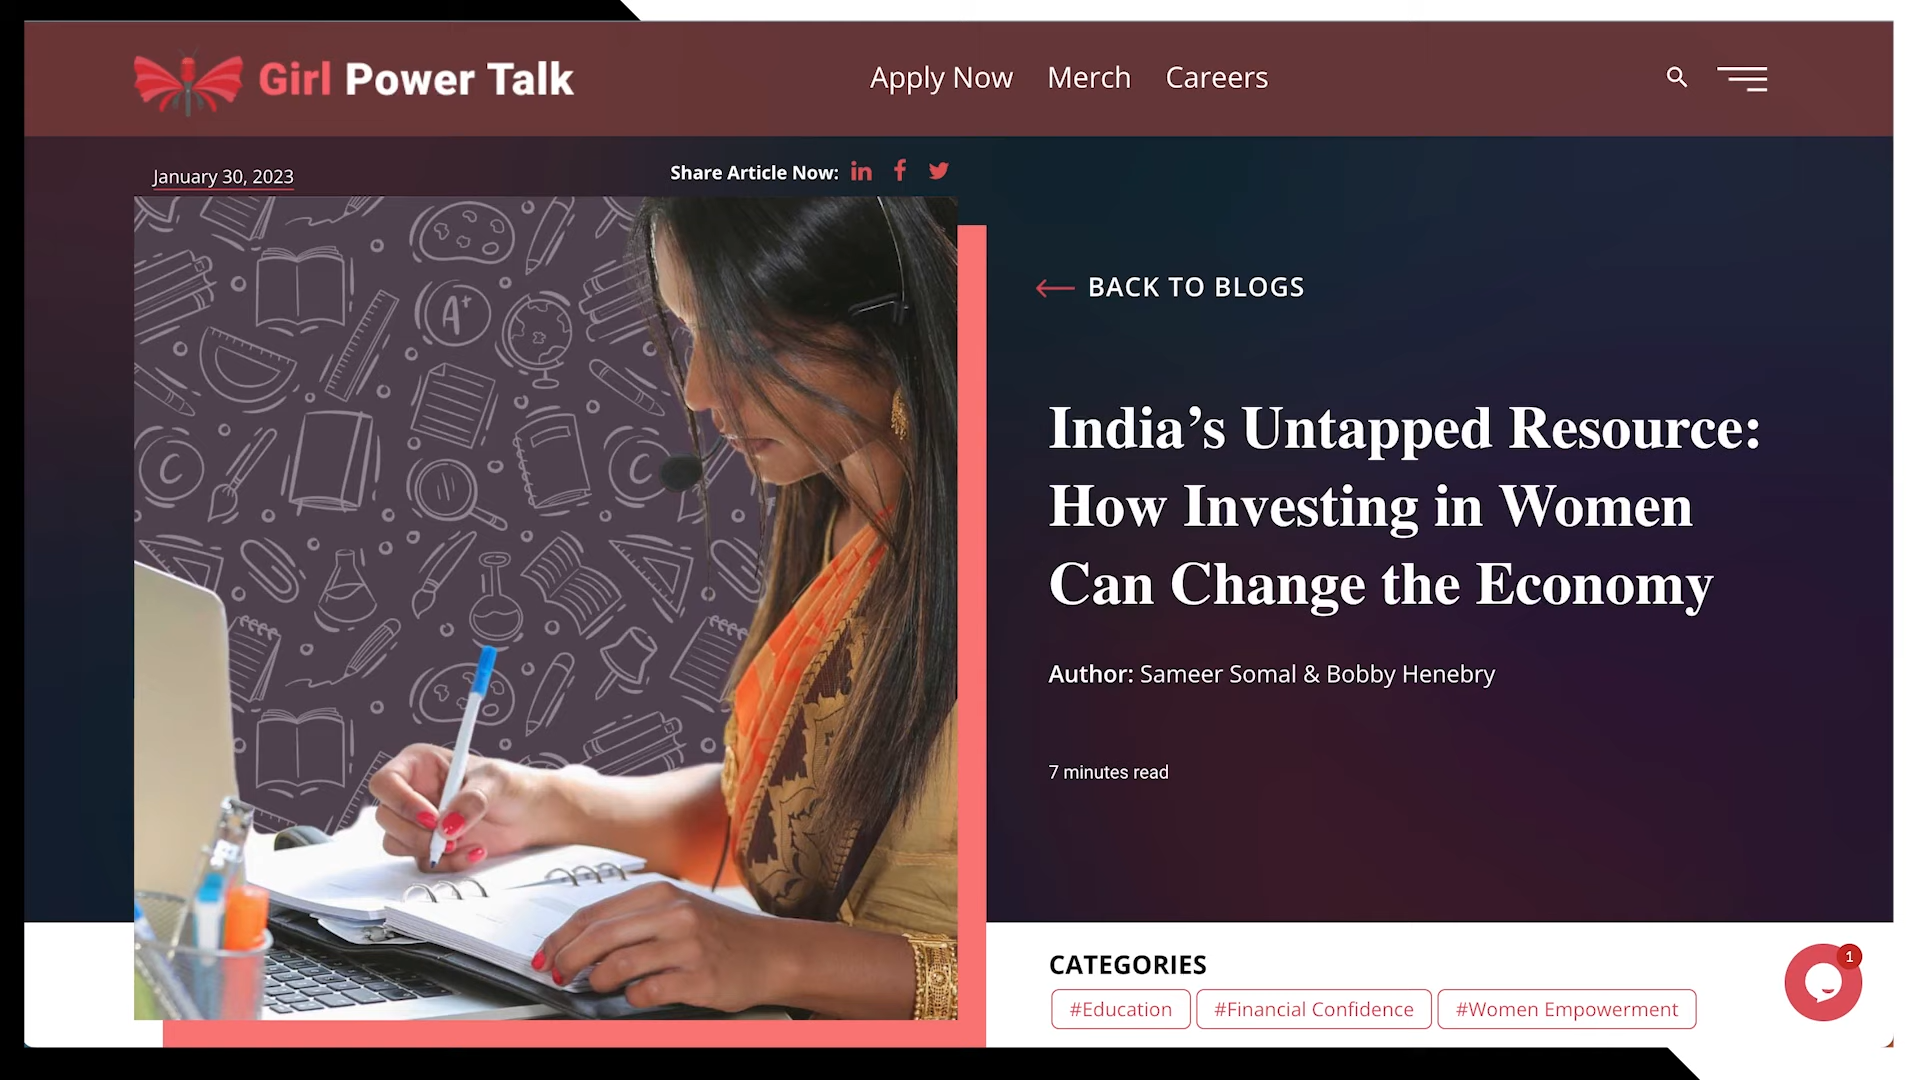 Girl Power Talk
Apply Now
Merch
Careers
January 30, 2023
Share Article Now:
A+
C
C
BACK TO BLOGS
India’s Untapped Resource:
How Investing in Women
Can Change the Economy
Author: Sameer Somal & Bobby Henebry
7 minutes read
CATEGORIES
#Education
#Financial Confidence
#Women Empowerment
1